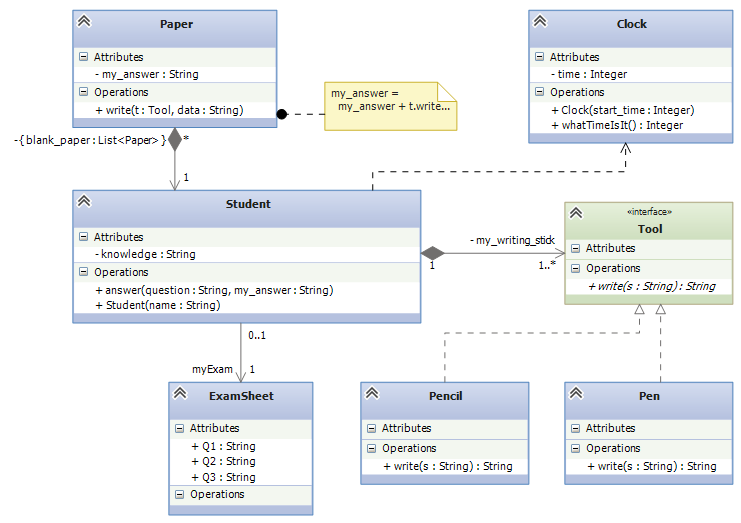 Paper
Attributes
- my_answer : String
Operations
+ write(t : Tool, data : String)
my_answer =
my_answer + t.write...
Clock
Attributes
- time : Integer
Operations
+ Clock(start_time : Integer)
+ whatTimeIsIt() : Integer
-{blank_paper:List<Paper>}
*
1
Student
Attributes
- knowledge : String
Operations
+ answer(question : String, my_answer : String)
+ Student(name : String)
- my_writing_stick
1
1..*
«interface»
Tool
Attributes
Operations
+ write(s : String) : String
0..1
myExam
1
ExamSheet
Attributes
+ Q1 : String
+ Q2 : String
+ Q3 : String
Operations
Pencil
Attributes
Operations
+ write(s : String) : String
Pen
Attributes
Operations
+ write(s : String) : String